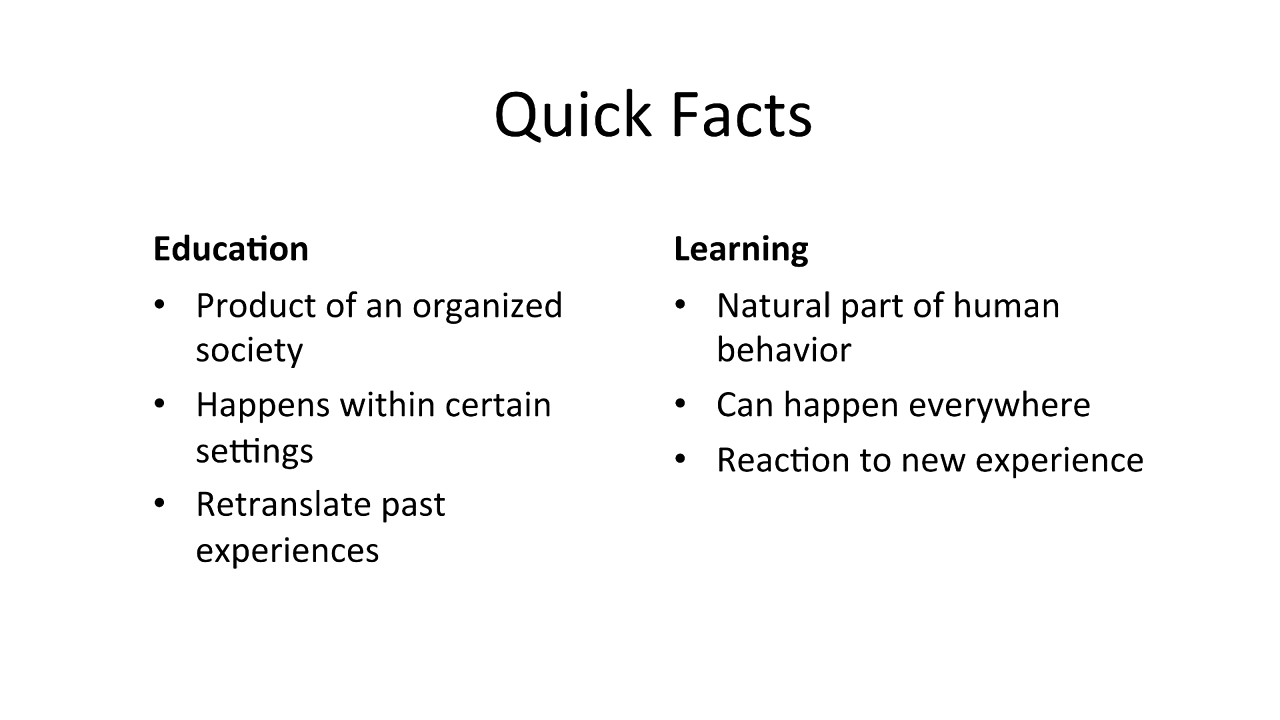 Quick Facts
Education
• Product of an organized
society
• Happens within certain
settings
• Retranslate past
experiences
Learning
• Natural part of human
behavior
• Can happen everywhere
• Reaction to new experience